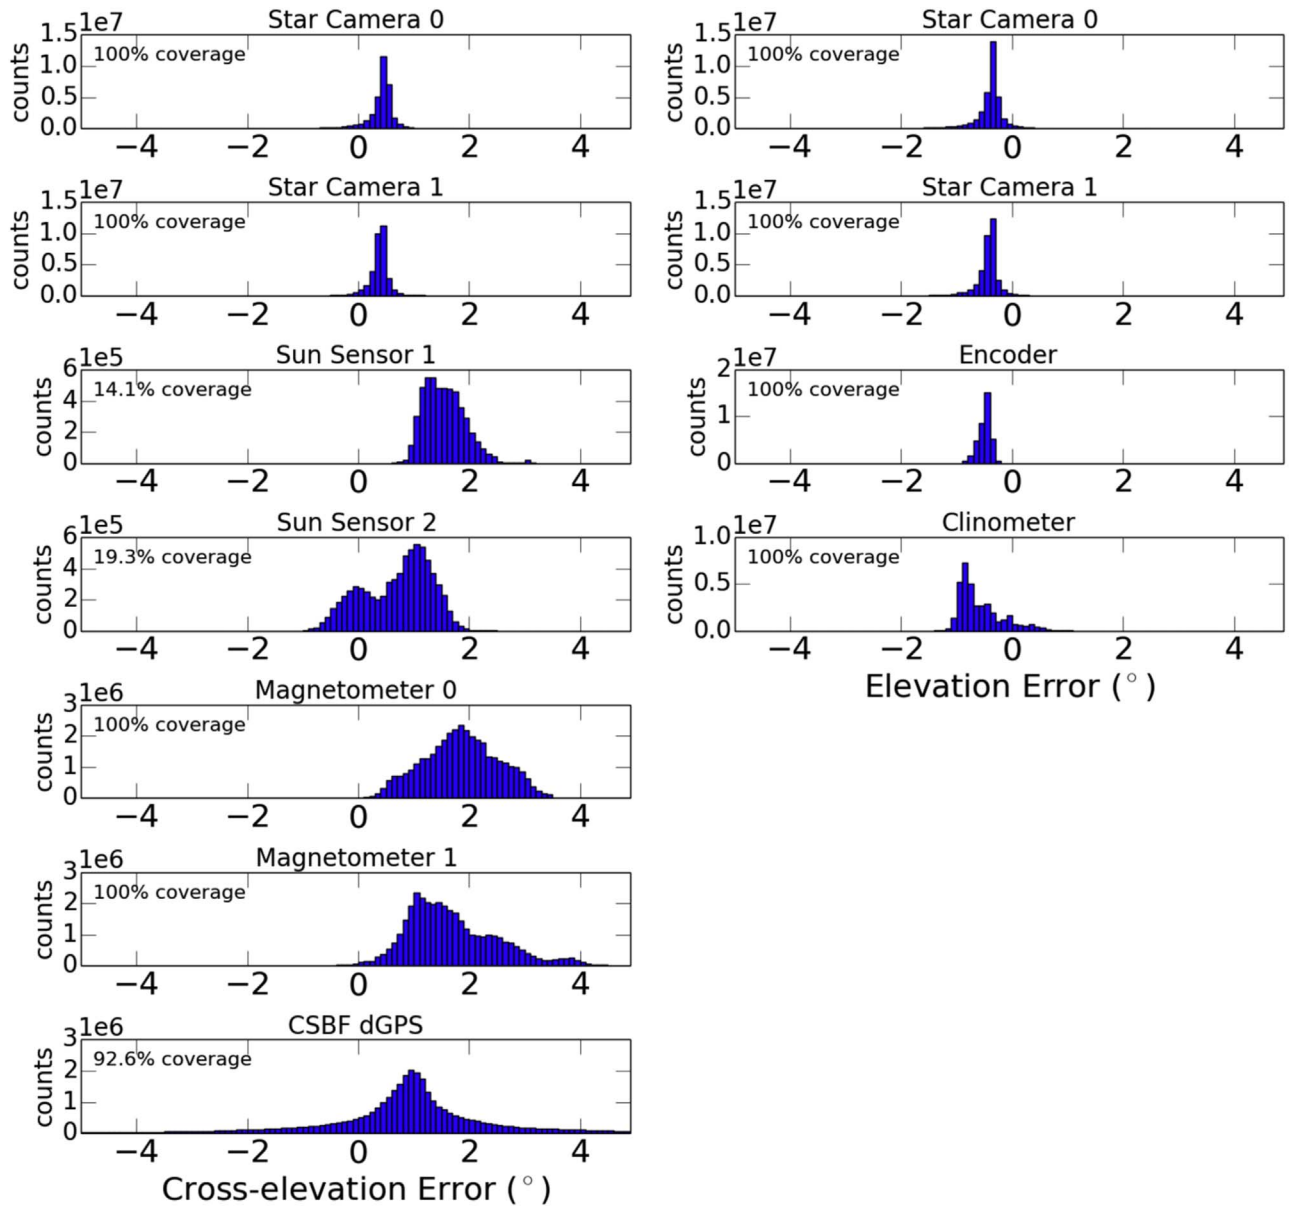 Star Camera 0
1.5 1e7
100% coverage
counts
1.0
0.5
0.0
−4 −2 0 2 4
Star Camera 1
1.5 1e7
100% coverage
counts
1.0
0.5
0.0
−4 −2 0 2 4
Sun Sensor 1
6 1e5
14.1% coverage
counts
4
2
0
−4 −2 0 2 4
Sun Sensor 2
6 1e5
19.3% coverage
counts
4
2
0
−4 −2 0 2 4
Magnetometer 0
3 1e6
100% coverage
counts
2
1
0
−4 −2 0 2 4
Magnetometer 1
3 1e6
100% coverage
counts
2
1
0
−4 −2 0 2 4
CSBF dGPS
3 1e6
92.6% coverage
counts
2
1
0
−4 −2 0 2 4
Cross-elevation Error (°)
Star Camera 0
1.5 1e7
100% coverage
counts
1.0
0.5
0.0
−4 −2 0 2 4
Star Camera 1
1.5 1e7
100% coverage
counts
1.0
0.5
0.0
−4 −2 0 2 4
Encoder
2 1e7
100% coverage
counts
1
0
−4 −2 0 2 4
Clinometer
1.0 1e7
100% coverage
counts
0.5
0.0
−4 −2 0 2 4
Elevation Error (°)